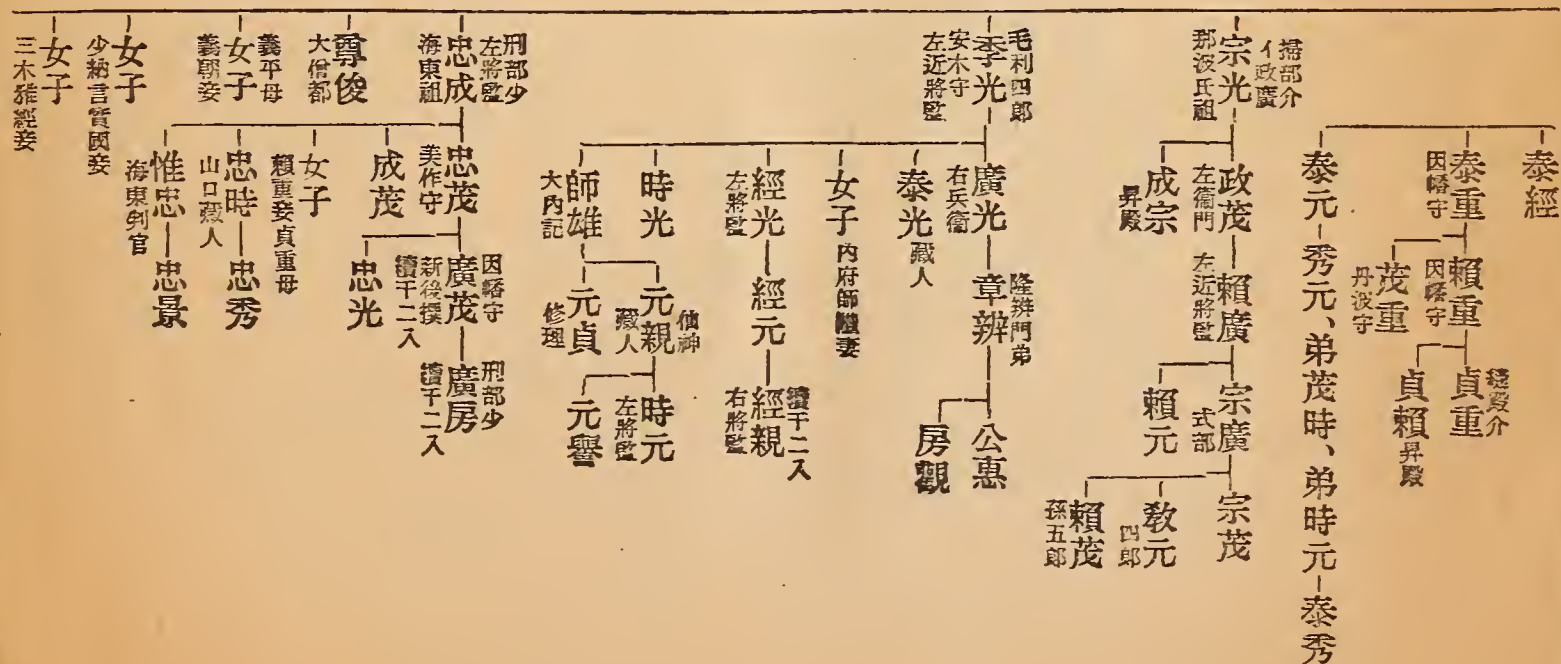 泰經
泰重
因幡守
賴重
因幡守
貞重
貞賴
昇殿
茂重
丹波守
泰元ー秀元、弟茂時、弟時元ー泰秀
掃部介
イ政廣
宗光
那波氏祖
政茂
左衞門
賴廣
左近將監
宗廣
式部
宗茂
敎元
四郎
賴茂
孫五郎
賴元
成宗
昇殿
毛利四郎
季光
安木守
左近將監
廣光
右兵衞
隆辨門弟
章辨
公惠
房觀
泰光
藏人
女子
內府師繼妻
經光
左將監
經元
續千二入
經親
右將監
時光
師雄
大內記
元親
藏人
時元
左將監
元譽
元貞
修理
刑部少
忠成
左將監
海東祖
忠茂
美作守
因幡守
廣茂
新後撰
續千二入
刑部少
廣房
續千二入
忠光
成茂
女子
賴重妾貞重母
忠時
山口藏人
忠秀
惟忠
海東判官
忠景
尊俊
大僧都
義平母
女子
義朝妾
女子
少納言實國妾
女子
三木雅經妾